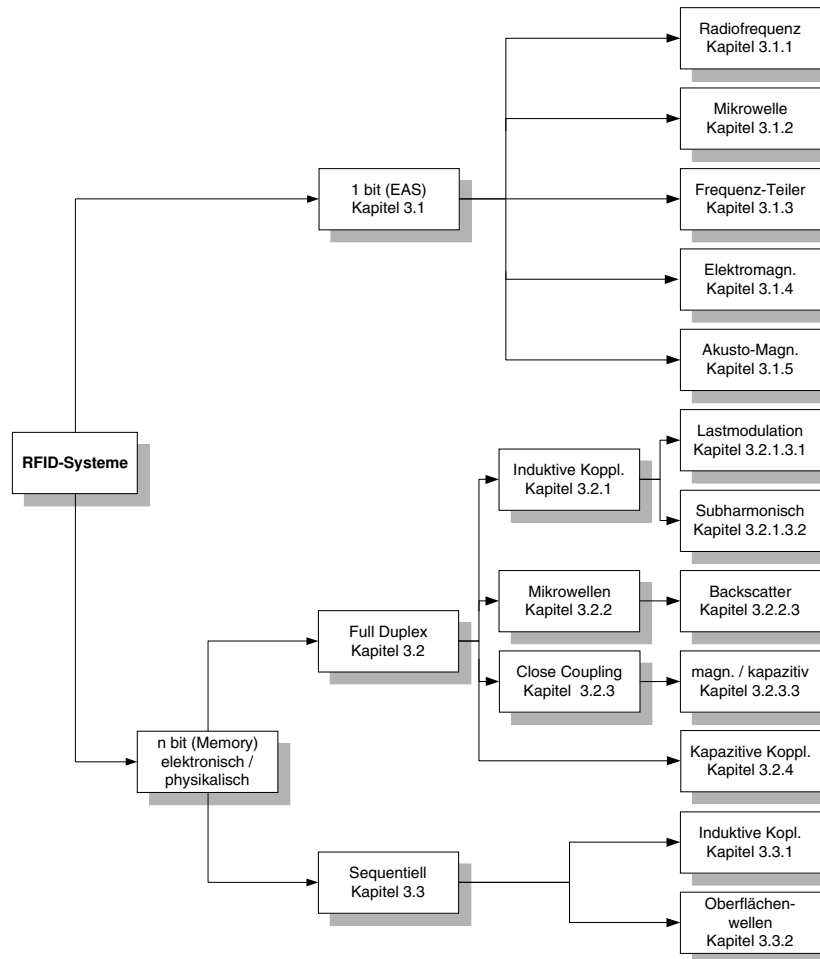 Radiofrequenz
Kapitel 3.1.1
Mikrowelle
Kapitel 3.1.2
1 bit (EAS)
Kapitel 3.1
Frequenz-Teiler
Kapitel 3.1.3
Elektromagn.
Kapitel 3.1.4
Akusto-Magn.
Kapitel 3.1.5
RFID-Systeme
Induktive Koppl.
Kapitel 3.2.1
Lastmodulation
Kapitel 3.2.1.3.1
Subharmonisch
Kapitel 3.2.1.3.2
Mikrowellen
Kapitel 3.2.2
Backscatter
Kapitel 3.2.2.3
Full Duplex
Kapitel 3.2
Close Coupling
Kapitel 3.2.3
magn. / kapazitiv
Kapitel 3.2.3.3
n bit (Memory)
elektronisch /
physikalisch
Kapazitive Koppl.
Kapitel 3.2.4
Sequentiell
Kapitel 3.3
Induktive Kopl.
Kapitel 3.3.1
Oberflächen-
wellen
Kapitel 3.3.2